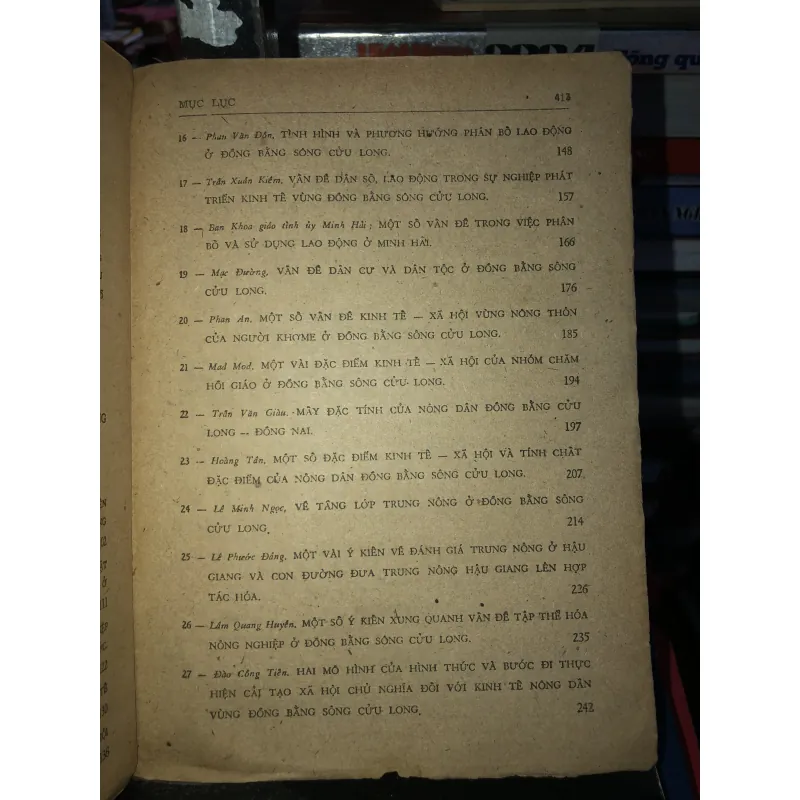 MỤC LỤC 413
16 — Phan Văn Đốn, TÌNH HÌNH VÀ PHƯƠNG HƯỚNG PHÂN BỐ LAO ĐỘNG
Ở ĐỒNG BẰNG SÔNG CỬU LONG. 148
17 — Trần Xuân Kiêm, VẤN ĐỀ DÂN SỐ, LAO ĐỘNG TRONG SỰ NGHIỆP PHÁT
TRIỂN KINH TẾ VÙNG ĐỒNG BẰNG SÔNG CỬU LONG. 157
18 — Ban Khoa giáo tỉnh ủy Minh Hải; MỘT SỐ VẤN ĐỀ TRONG VIỆC PHÂN
BỐ VÀ SỬ DỤNG LAO ĐỘNG Ở MINH HẢI. 166
19 — Mạc Đường, VẤN ĐỀ DÂN CƯ VÀ DÂN TỘC Ở ĐỒNG BẰNG SÔNG
CỬU LONG. 176
20 — Phan An, MỘT SỐ VẤN ĐỀ KINH TẾ — XÃ HỘI VÙNG NÔNG THÔN
CỦA NGƯỜI KHƠME Ở ĐỒNG BẰNG SÔNG CỬU LONG. 185
21 — Mad Mod, MỘT VÀI ĐẶC ĐIỂM KINH TẾ — XÃ HỘI CỦA NHÓM CHĂM
HỒI GIÁO Ở ĐỒNG BẰNG SÔNG CỬU LONG. 194
22 — Trần Văn Giàu, MẤY ĐẶC TÍNH CỦA NÔNG DÂN ĐỒNG BẰNG CỬU
LONG — ĐỒNG NAI. 197
23 — Hoàng Tấn, MỘT SỐ ĐẶC ĐIỂM KINH TẾ — XÃ HỘI VÀ TÍNH CHẤT
ĐẶC ĐIỂM CỦA NÔNG DÂN ĐỒNG BẰNG SÔNG CỬU LONG. 207
24 — Lê Minh Ngọc, VỀ TẦNG LỚP TRUNG NÔNG Ở ĐỒNG BẰNG SÔNG
CỬU LONG. 214
25 — Lê Phước Đáng, MỘT VÀI Ý KIẾN VỀ ĐÁNH GIÁ TRUNG NÔNG Ở HẬU
GIANG VÀ CON ĐƯỜNG ĐƯA TRUNG NÔNG HẬU GIANG LÊN HỢP
TÁC HÓA. 226
26 — Lâm Quang Huyên, MỘT SỐ Ý KIẾN XUNG QUANH VẤN ĐỀ TẬP THỂ HÓA
NÔNG NGHIỆP Ở ĐỒNG BẰNG SÔNG CỬU LONG. 235
27 — Đào Công Tiến, HAI MÔ HÌNH CỦA HÌNH THỨC VÀ BƯỚC ĐI THỰC
HIỆN CẢI TẠO XÃ HỘI CHỦ NGHĨA ĐỐI VỚI KINH TẾ NÔNG DÂN
VÙNG ĐỒNG BẰNG SÔNG CỬU LONG. 242